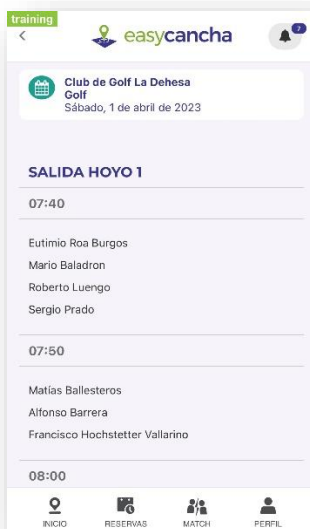 training
easycancha
7
Club de Golf La Dehesa
Golf
Sábado, 1 de abril de 2023
SALIDA HOYO 1
07:40
Eutimio Roa Burgos
Mario Baladron
Roberto Luengo
Sergio Prado
07:50
Matías Ballesteros
Alfonso Barrera
Francisco Hochstetter Vallarino
08:00
INICIO RESERVAS MATCH PERFIL